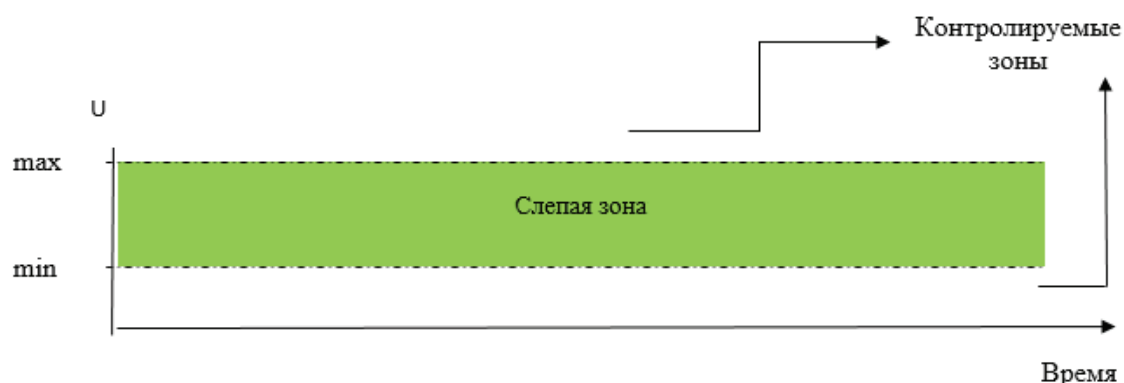 Контролируемые
зоны
U
max
Слепая зона
min
Время